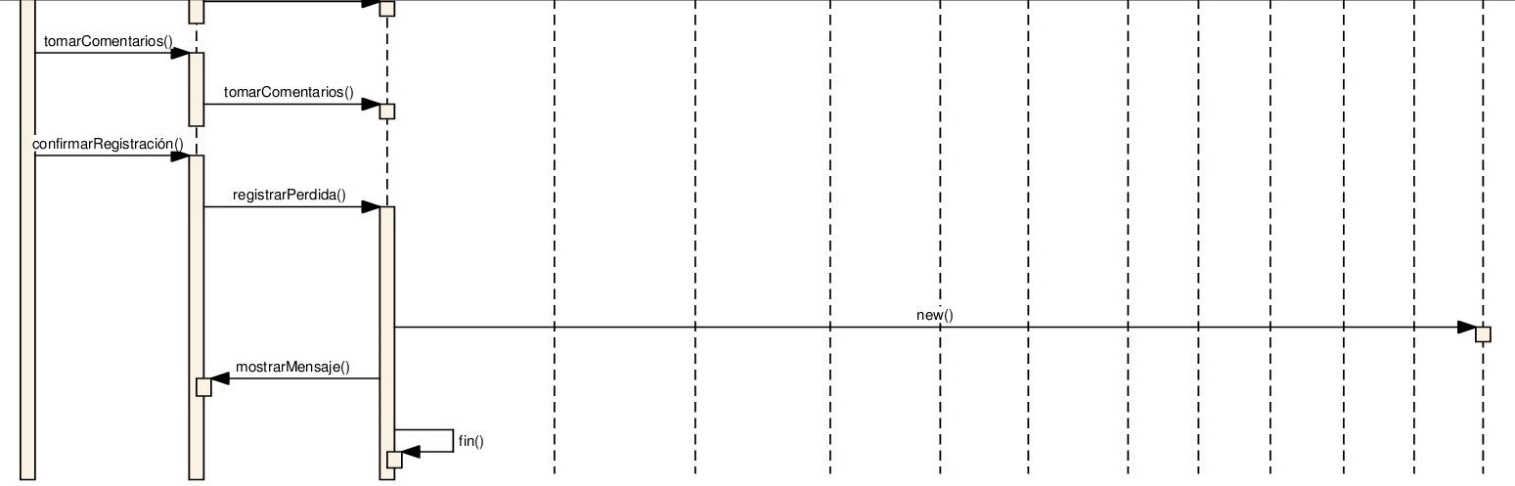 tomarComentarios()
tomarComentarios()
confirmarRegistración()
registrarPerdida()
new()
mostrarMensaje()
fin()